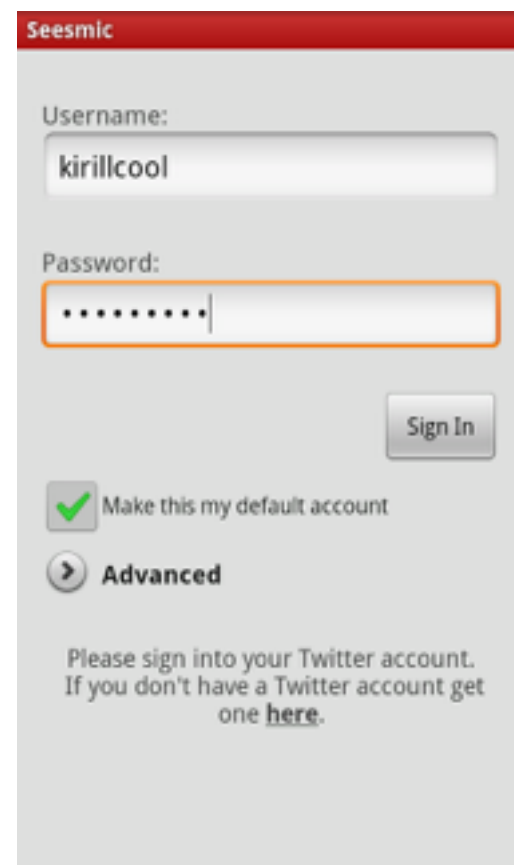 Seesmic
Username:
kirillcool
Password:
•••••••••
Sign In
Make this my default account
Advanced
Please sign into your Twitter account.
If you don't have a Twitter account get
one here.